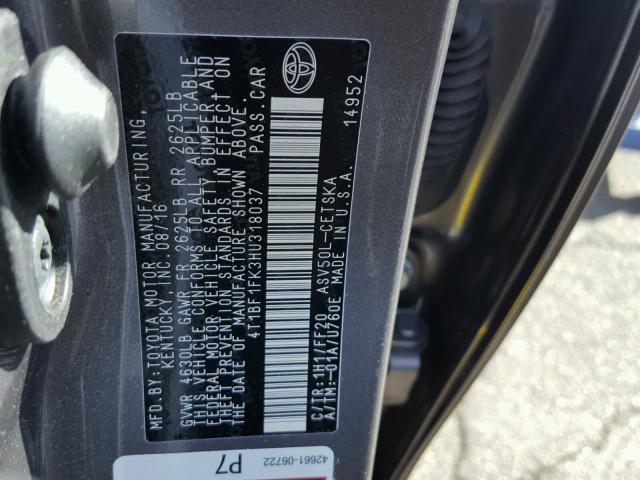 MFD. BY:TOYOTA MOTOR MANUFACTURING,
KENTUCKY, INC. 08/16
GVWR 4630LB GAWR FR 2625LB RR 2625LB
THIS VEHICLE CONFORMS TO ALL APPLICABLE
FEDERAL MOTOR VEHICLE SAFETY, BUMPER AND
THEFT PREVENTION STANDARDS IN EFFECT ON
THE DATE OF MANUFACTURE SHOWN ABOVE.
4T1BF1FK3HU318037 PASS.CAR
C/TR:1H1/FF20 ASV50L-CETSKA
A/TM:-01A/U760E MADE IN U.S.A. 14952
42661-06722
P7